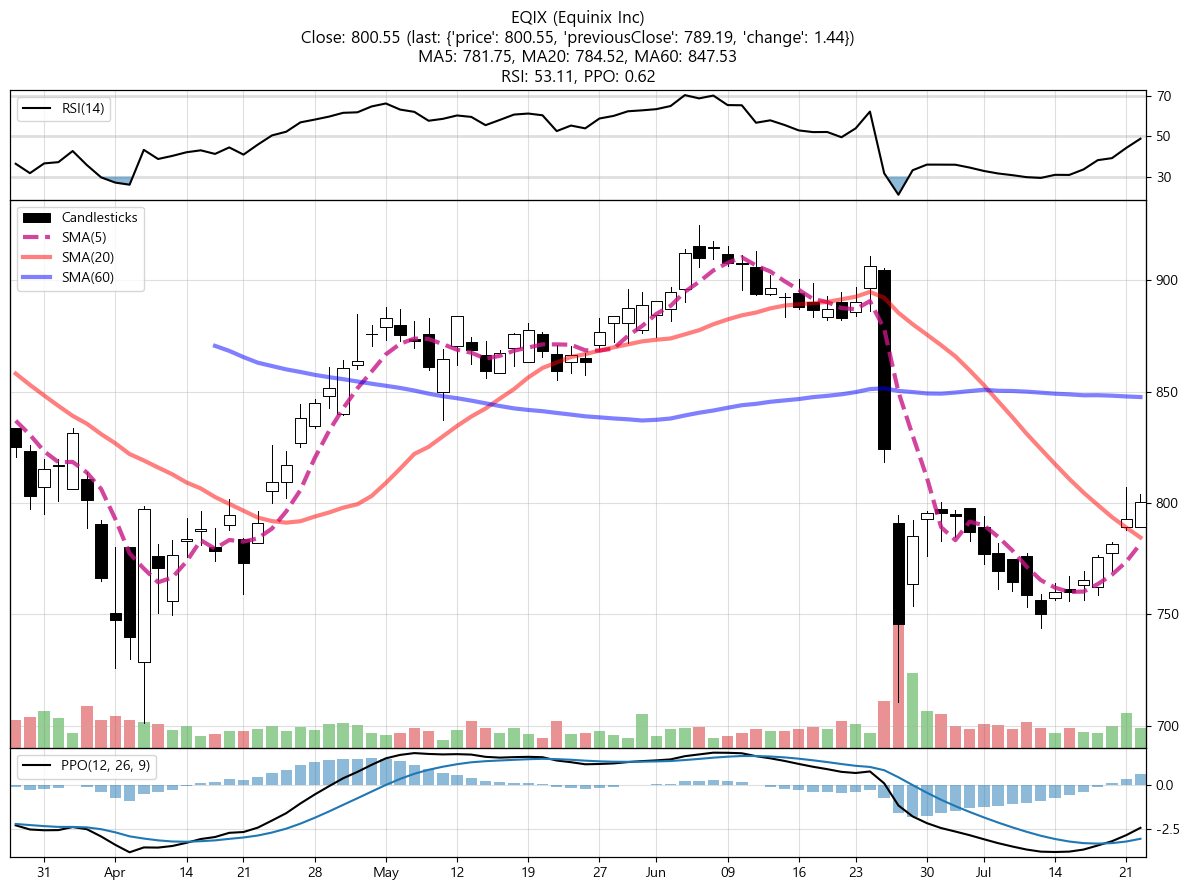 EQIX (Equinix Inc)
Close: 800.55 (last: {'price': 800.55, 'previousClose': 789.19, 'change': 1.44})
MA5: 781.75, MA20: 784.52, MA60: 847.53
RSI: 53.11, PPO: 0.62
RSI(14)
70
50
30
Candlesticks
SMA(5)
SMA(20)
SMA(60)
900
850
800
750
700
PPO(12, 26, 9)
0.0
−2.5
31 Apr 14 21 28 May 12 19 27 Jun 09 16 23 30 Jul 14 21